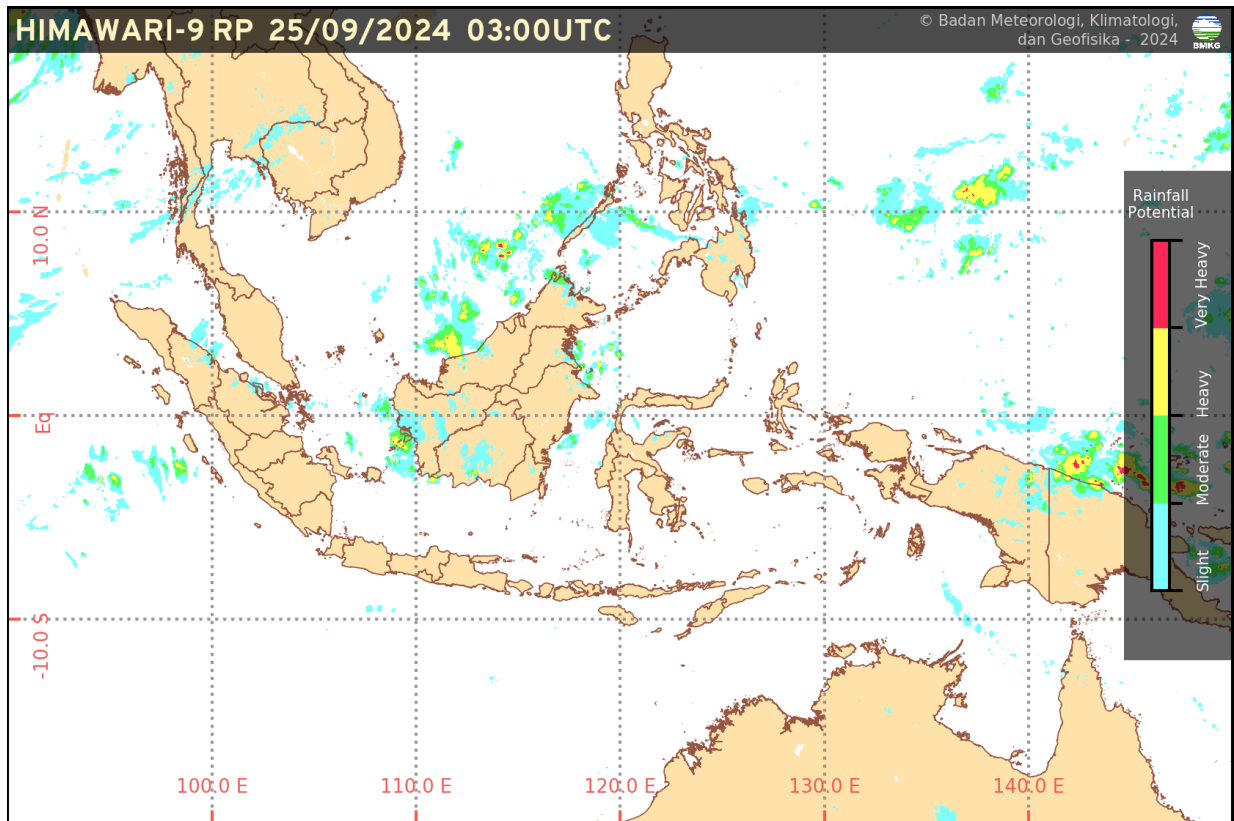 HIMAWARI-9 RP 25/09/2024 03:00UTC
© Badan Meteorologi, Klimatologi,
dan Geofisika - 2024
BMKG
Rainfall
Potential
Very Heavy
Heavy
Moderate
Slight
10.0 N
Eq
-10.0 S
100.0 E
110.0 E
120.0 E
130.0 E
140.0 E